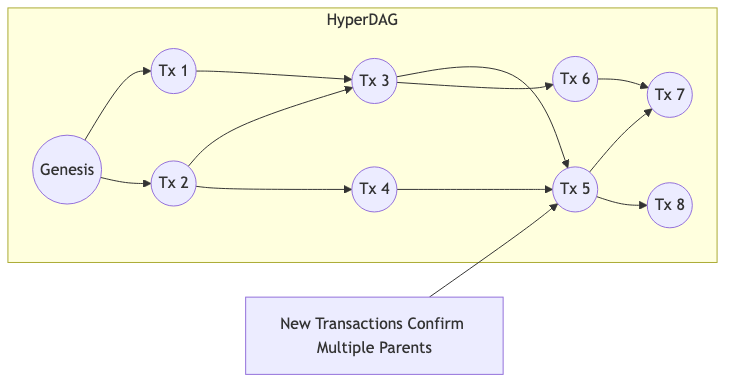 HyperDAG
Genesis
Tx 1
Tx 2
Tx 3
Tx 4
Tx 6
Tx 5
Tx 7
Tx 8
New Transactions Confirm
Multiple Parents